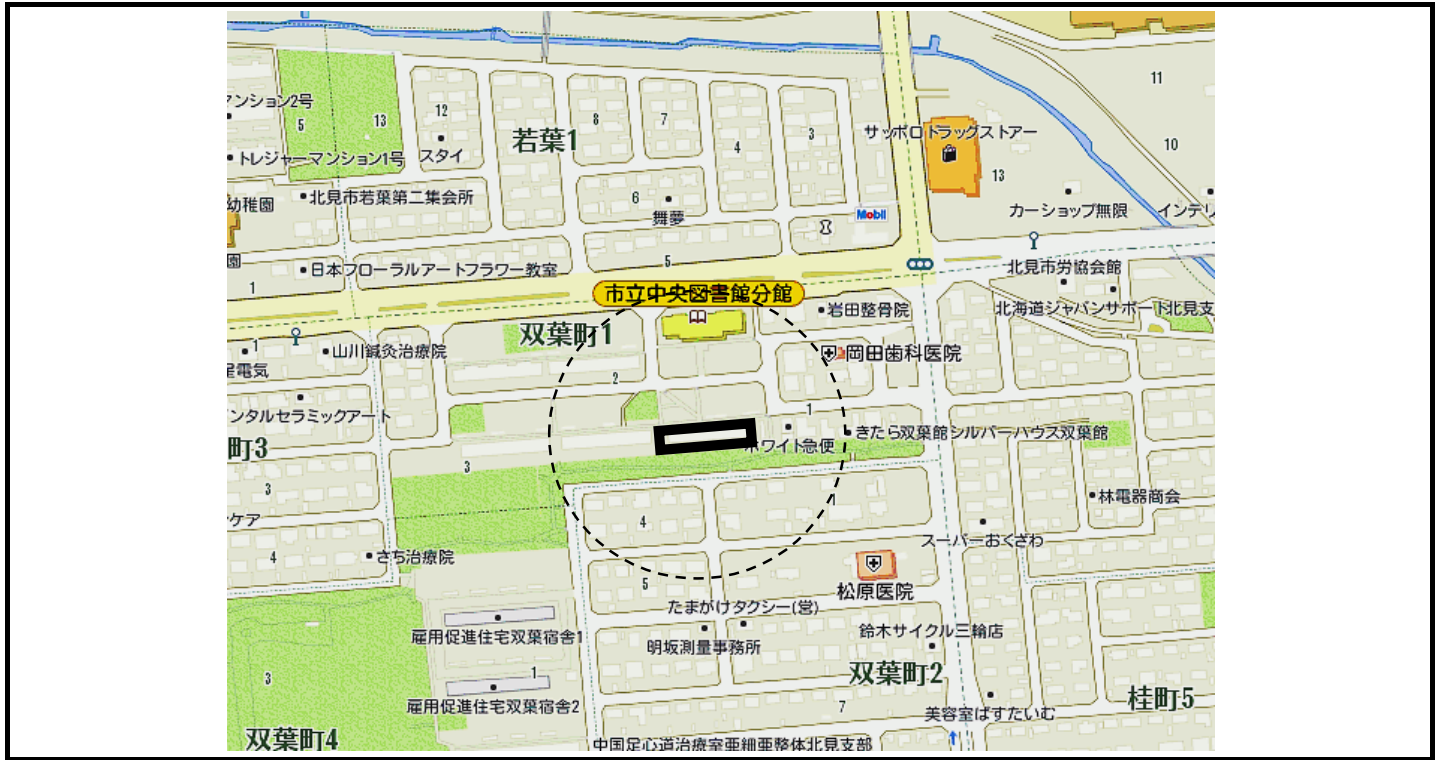 11
マンション2号
5
13
12
8
7
3
若葉1
4
サッポロドラッグストアー
10
トレジャーマンション1号
スタイ
13
幼稚園
北見市若葉第二集会所
6
舞夢
Mobil
カーショップ無限
インテリ
園
日本フローラルアートフラワー教室
5
北見市労協会館
1
市立中央図書館分館
岩田整骨院
北海道ジャパンサポート北見支
双葉町1
1
山川鍼灸治療院
岡田歯科医院
電気
2
ンタルセラミックアート
1
きたら双葉館シルバーハウス双葉館
町3
ホワイト急便
3
3
林電器商会
ケア
4
スーパーおくざわ
4
さち治療院
5
松原医院
たまがけタクシー(営)
雇用促進住宅双葉宿舎1
明坂測量事務所
鈴木サイクル三輪店
3
1
双葉町2
雇用促進住宅双葉宿舎2
7
美容室ぱすたいむ
桂町5
双葉町4
中国足心道治療室亜細亜整体北見支部